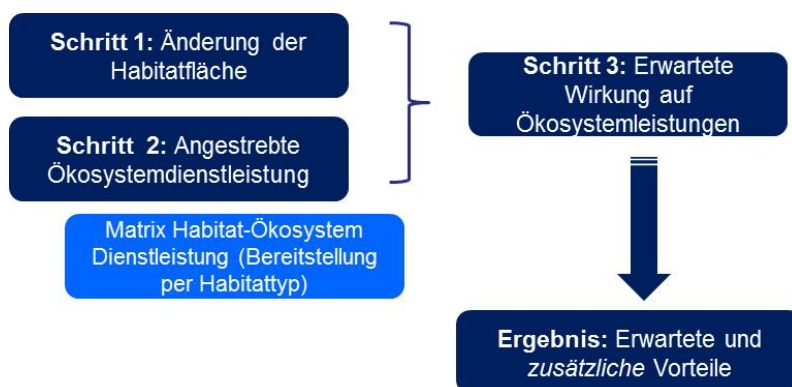 Schritt 1: Änderung der
Habitatfläche
Schritt 2: Angestrebte
Ökosystemdienstleistung
Matrix Habitat-Ökosystem
Dienstleistung (Bereitstellung
per Habitattyp)
Schritt 3: Erwartete
Wirkung auf
Ökosystemleistungen
Ergebnis: Erwartete und
zusätzliche Vorteile